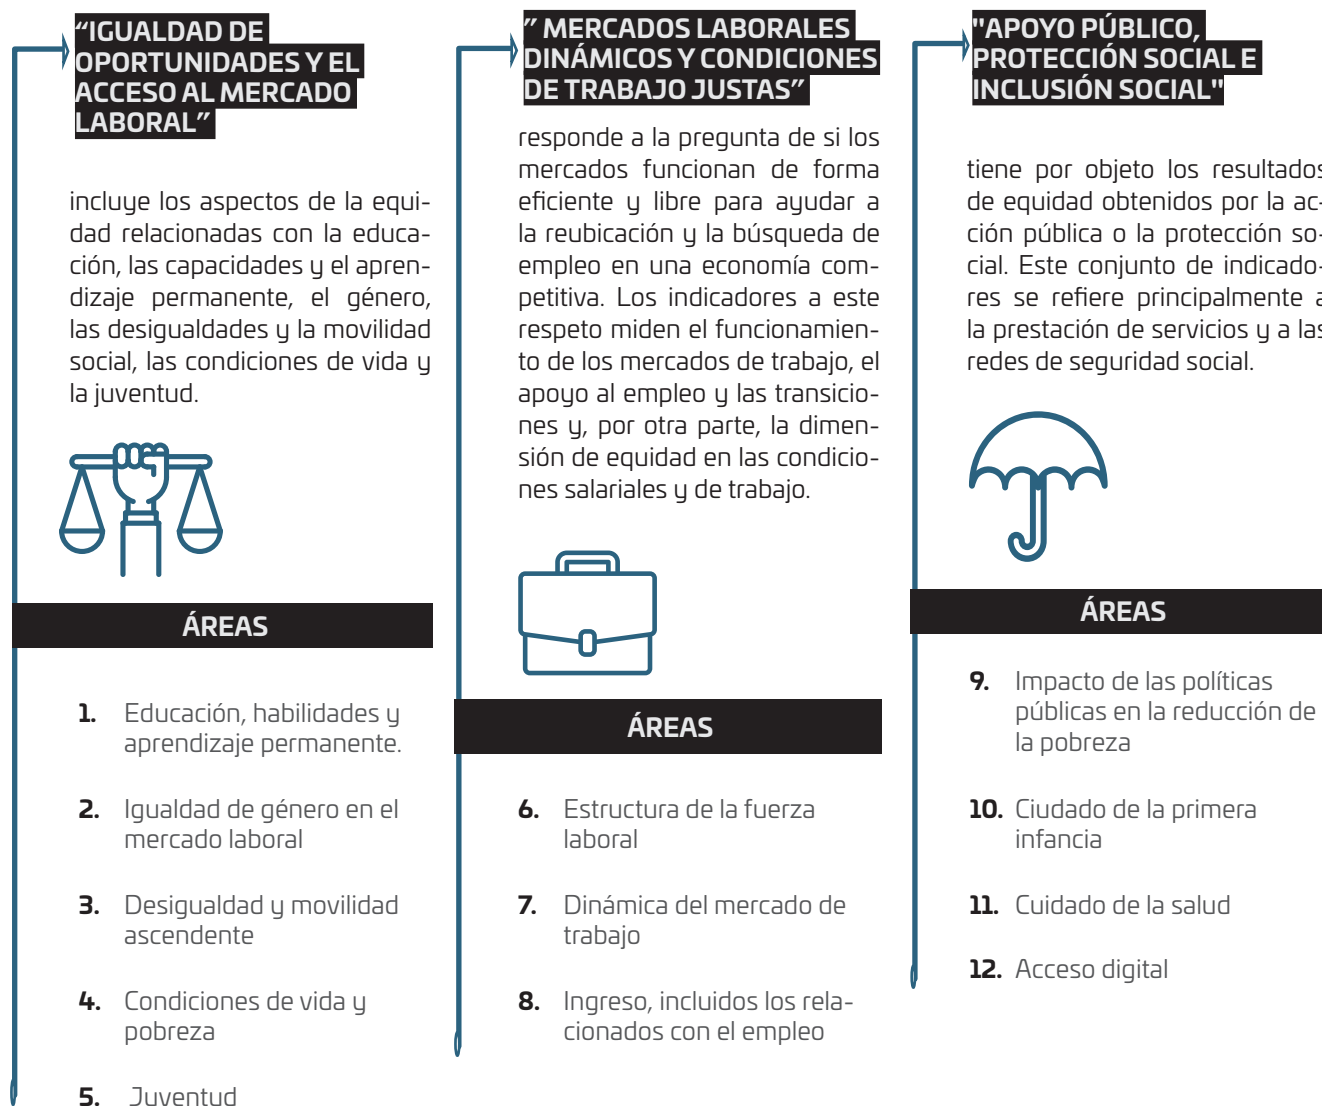 “IGUALDAD DE
OPORTUNIDADES Y EL
ACCESO AL MERCADO
LABORAL”
incluye los aspectos de la equi-
dad relacionadas con la educa-
ción, las capacidades y el apren-
dizaje permanente, el género,
las desigualdades y la movilidad
social, las condiciones de vida y
la juventud.
ÁREAS
1. Educación, habilidades y
aprendizaje permanente.
2. Igualdad de género en el
mercado laboral
3. Desigualdad y movilidad
ascendente
4. Condiciones de vida y
pobreza
5. Juventud
” MERCADOS LABORALES
DINÁMICOS Y CONDICIONES
DE TRABAJO JUSTAS”
responde a la pregunta de si los
mercados funcionan de forma
eficiente y libre para ayudar a
la reubicación y la búsqueda de
empleo en una economía com-
petitiva. Los indicadores a este
respeto miden el funcionamien-
to de los mercados de trabajo, el
apoyo al empleo y las transicio-
nes y, por otra parte, la dimen-
sión de equidad en las condicio-
nes salariales y de trabajo.
ÁREAS
6. Estructura de la fuerza
laboral
7. Dinámica del mercado de
trabajo
8. Ingreso, incluidos los rela-
cionados con el empleo
"APOYO PÚBLICO,
PROTECCIÓN SOCIAL E
INCLUSIÓN SOCIAL"
tiene por objeto los resultados
de equidad obtenidos por la ac-
ción pública o la protección so-
cial. Este conjunto de indicado-
res se refiere principalmente a
la prestación de servicios y a las
redes de seguridad social.
ÁREAS
9. Impacto de las políticas
públicas en la reducción de
la pobreza
10. Ciudado de la primera
infancia
11. Cuidado de la salud
12. Acceso digital